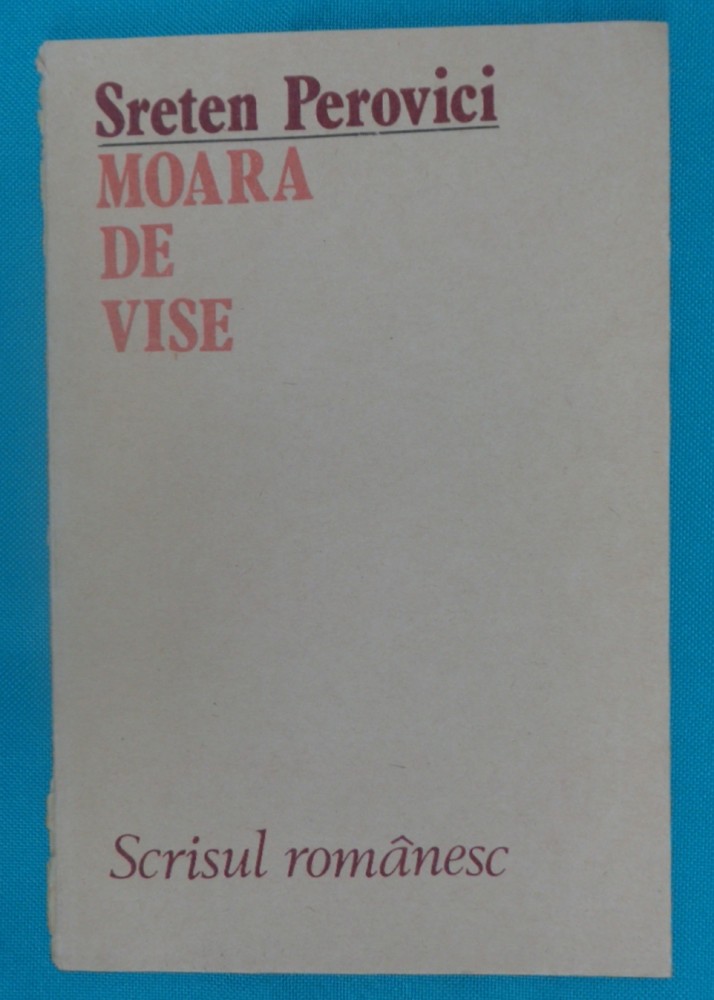 Sreten Perovici
MOARA
DE
VISE
Scrisul românesc